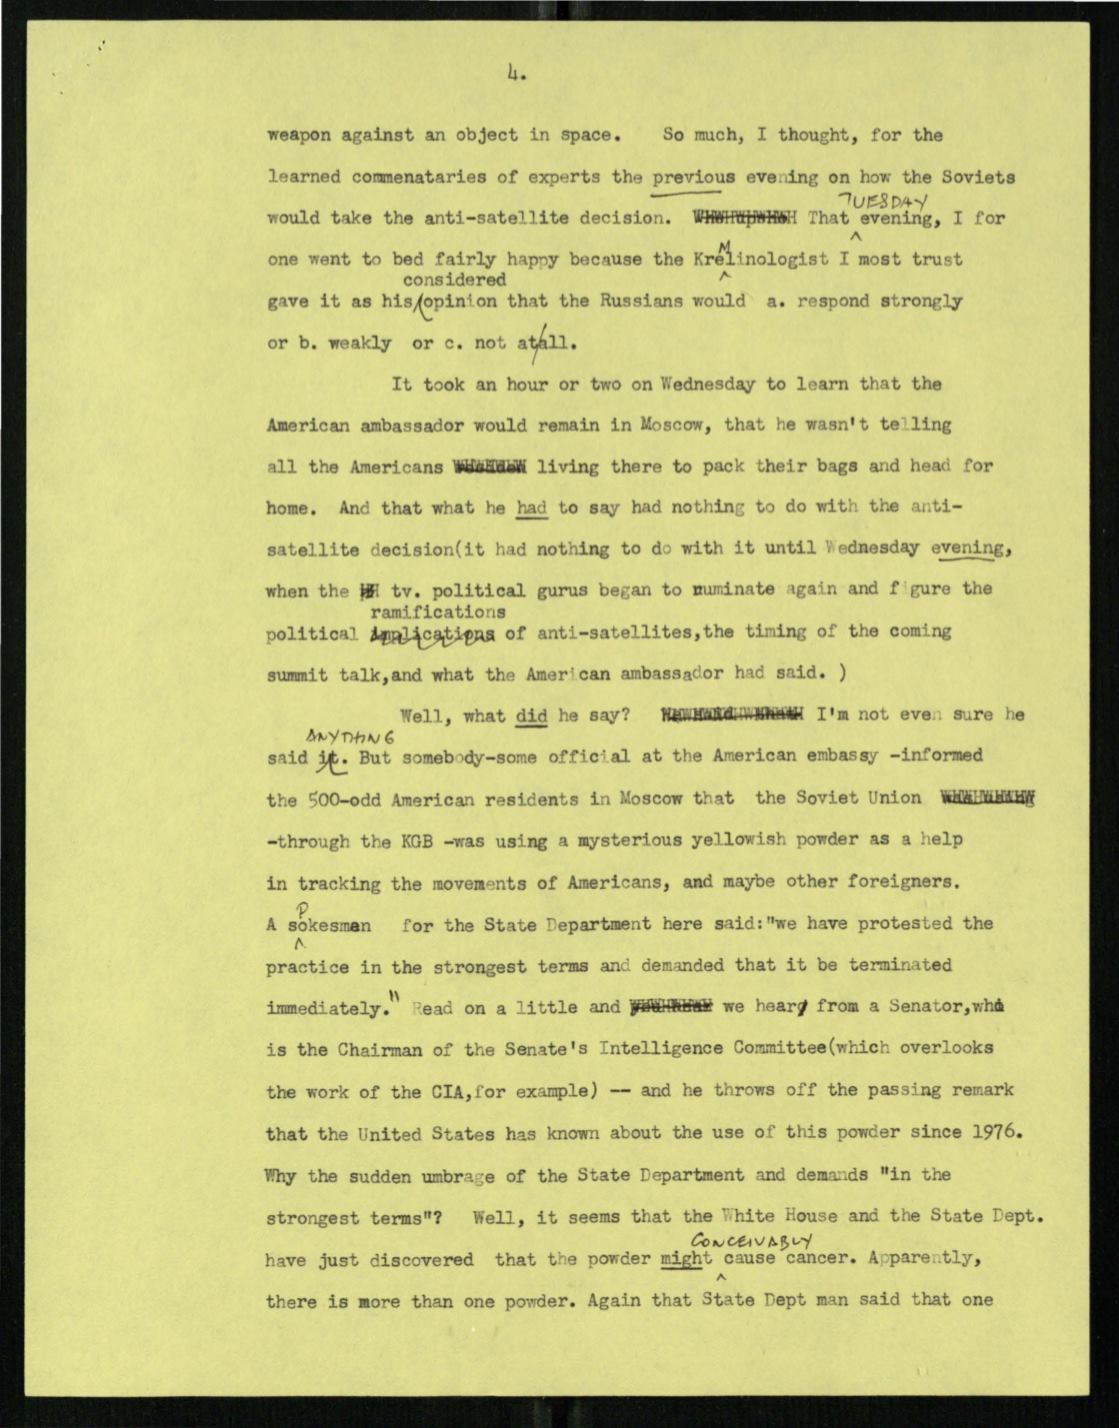 4.
weapon against an object in space. So much, I thought, for the
learned commenataries of experts the previous evening on how the Soviets
TUESDAY
would take the anti-satellite decision. That evening, I for
one went to bed fairly happy because the KreMlinologist I most trust
considered
gave it as his opinion that the Russians would a. respond strongly
or b. weakly or c. not at/all.
It took an hour or two on Wednesday to learn that the
American ambassador would remain in Moscow, that he wasn't telling
all the Americans living there to pack their bags and head for
home. And that what he had to say had nothing to do with the anti-
satellite decision(it had nothing to do with it until Wednesday evening,
when the tv. political gurus began to ruminate again and figure the
ramifications
political implications of anti-satellites,the timing of the coming
summit talk,and what the American ambassador had said. )
Well, what did he say? I'm not even sure he
ANYTHING
said it. But somebody-some official at the American embassy -informed
the 500-odd American residents in Moscow that the Soviet Union
-through the KGB -was using a mysterious yellowish powder as a help
in tracking the movements of Americans, and maybe other foreigners.
P
A sokesman for the State Department here said:"we have protested the
practice in the strongest terms and demanded that it be terminated
immediately." Read on a little and we hear from a Senator,who
is the Chairman of the Senate's Intelligence Committee(which overlooks
the work of the CIA,for example) -- and he throws off the passing remark
that the United States has known about the use of this powder since 1976.
Why the sudden umbrage of the State Department and demands "in the
strongest terms"? Well, it seems that the White House and the State Dept.
CONCEIVABLY
have just discovered that the powder might cause cancer. Apparently,
there is more than one powder. Again that State Dept man said that one